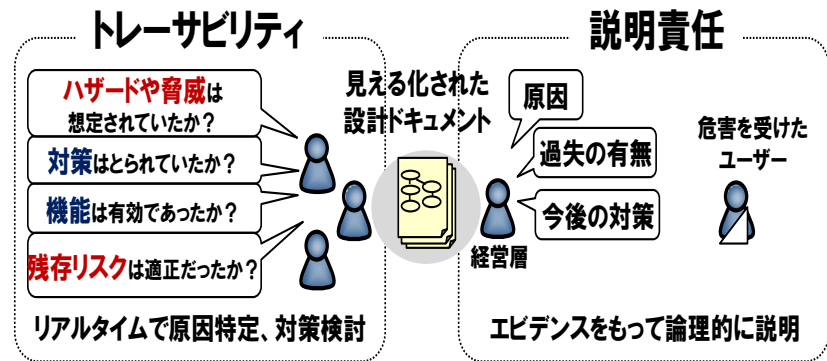 トレーサビリティ
ハザードや脅威は
想定されていたか?
対策はとられていたか?
機能は有効であったか?
残存リスクは適正だったか?
リアルタイムで原因特定、対策検討
見える化された
設計ドキュメント
説明責任
原因
過失の有無
今後の対策
経営層
危害を受けた
ユーザー
エビデンスをもって論理的に説明